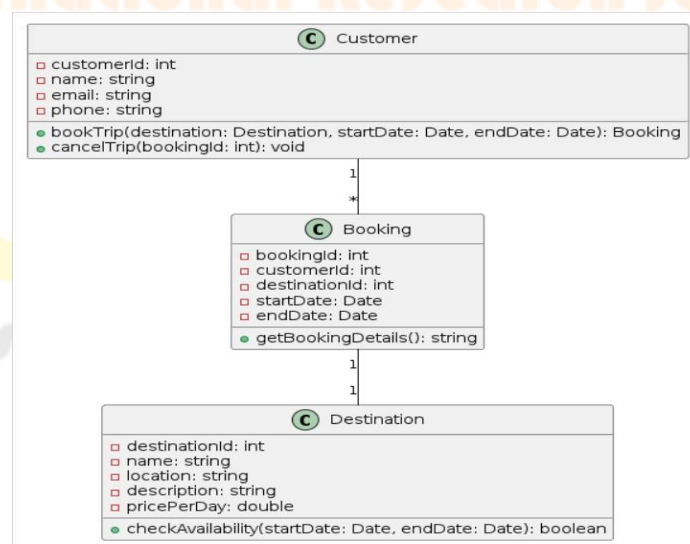 C Customer
customerId: int
name: string
email: string
phone: string
bookTrip(destination: Destination, startDate: Date, endDate: Date): Booking
cancelTrip(bookingId: int): void
1
*
C Booking
bookingId: int
customerId: int
destinationId: int
startDate: Date
endDate: Date
getBookingDetails(): string
1
1
C Destination
destinationId: int
name: string
location: string
description: string
pricePerDay: double
checkAvailability(startDate: Date, endDate: Date): boolean